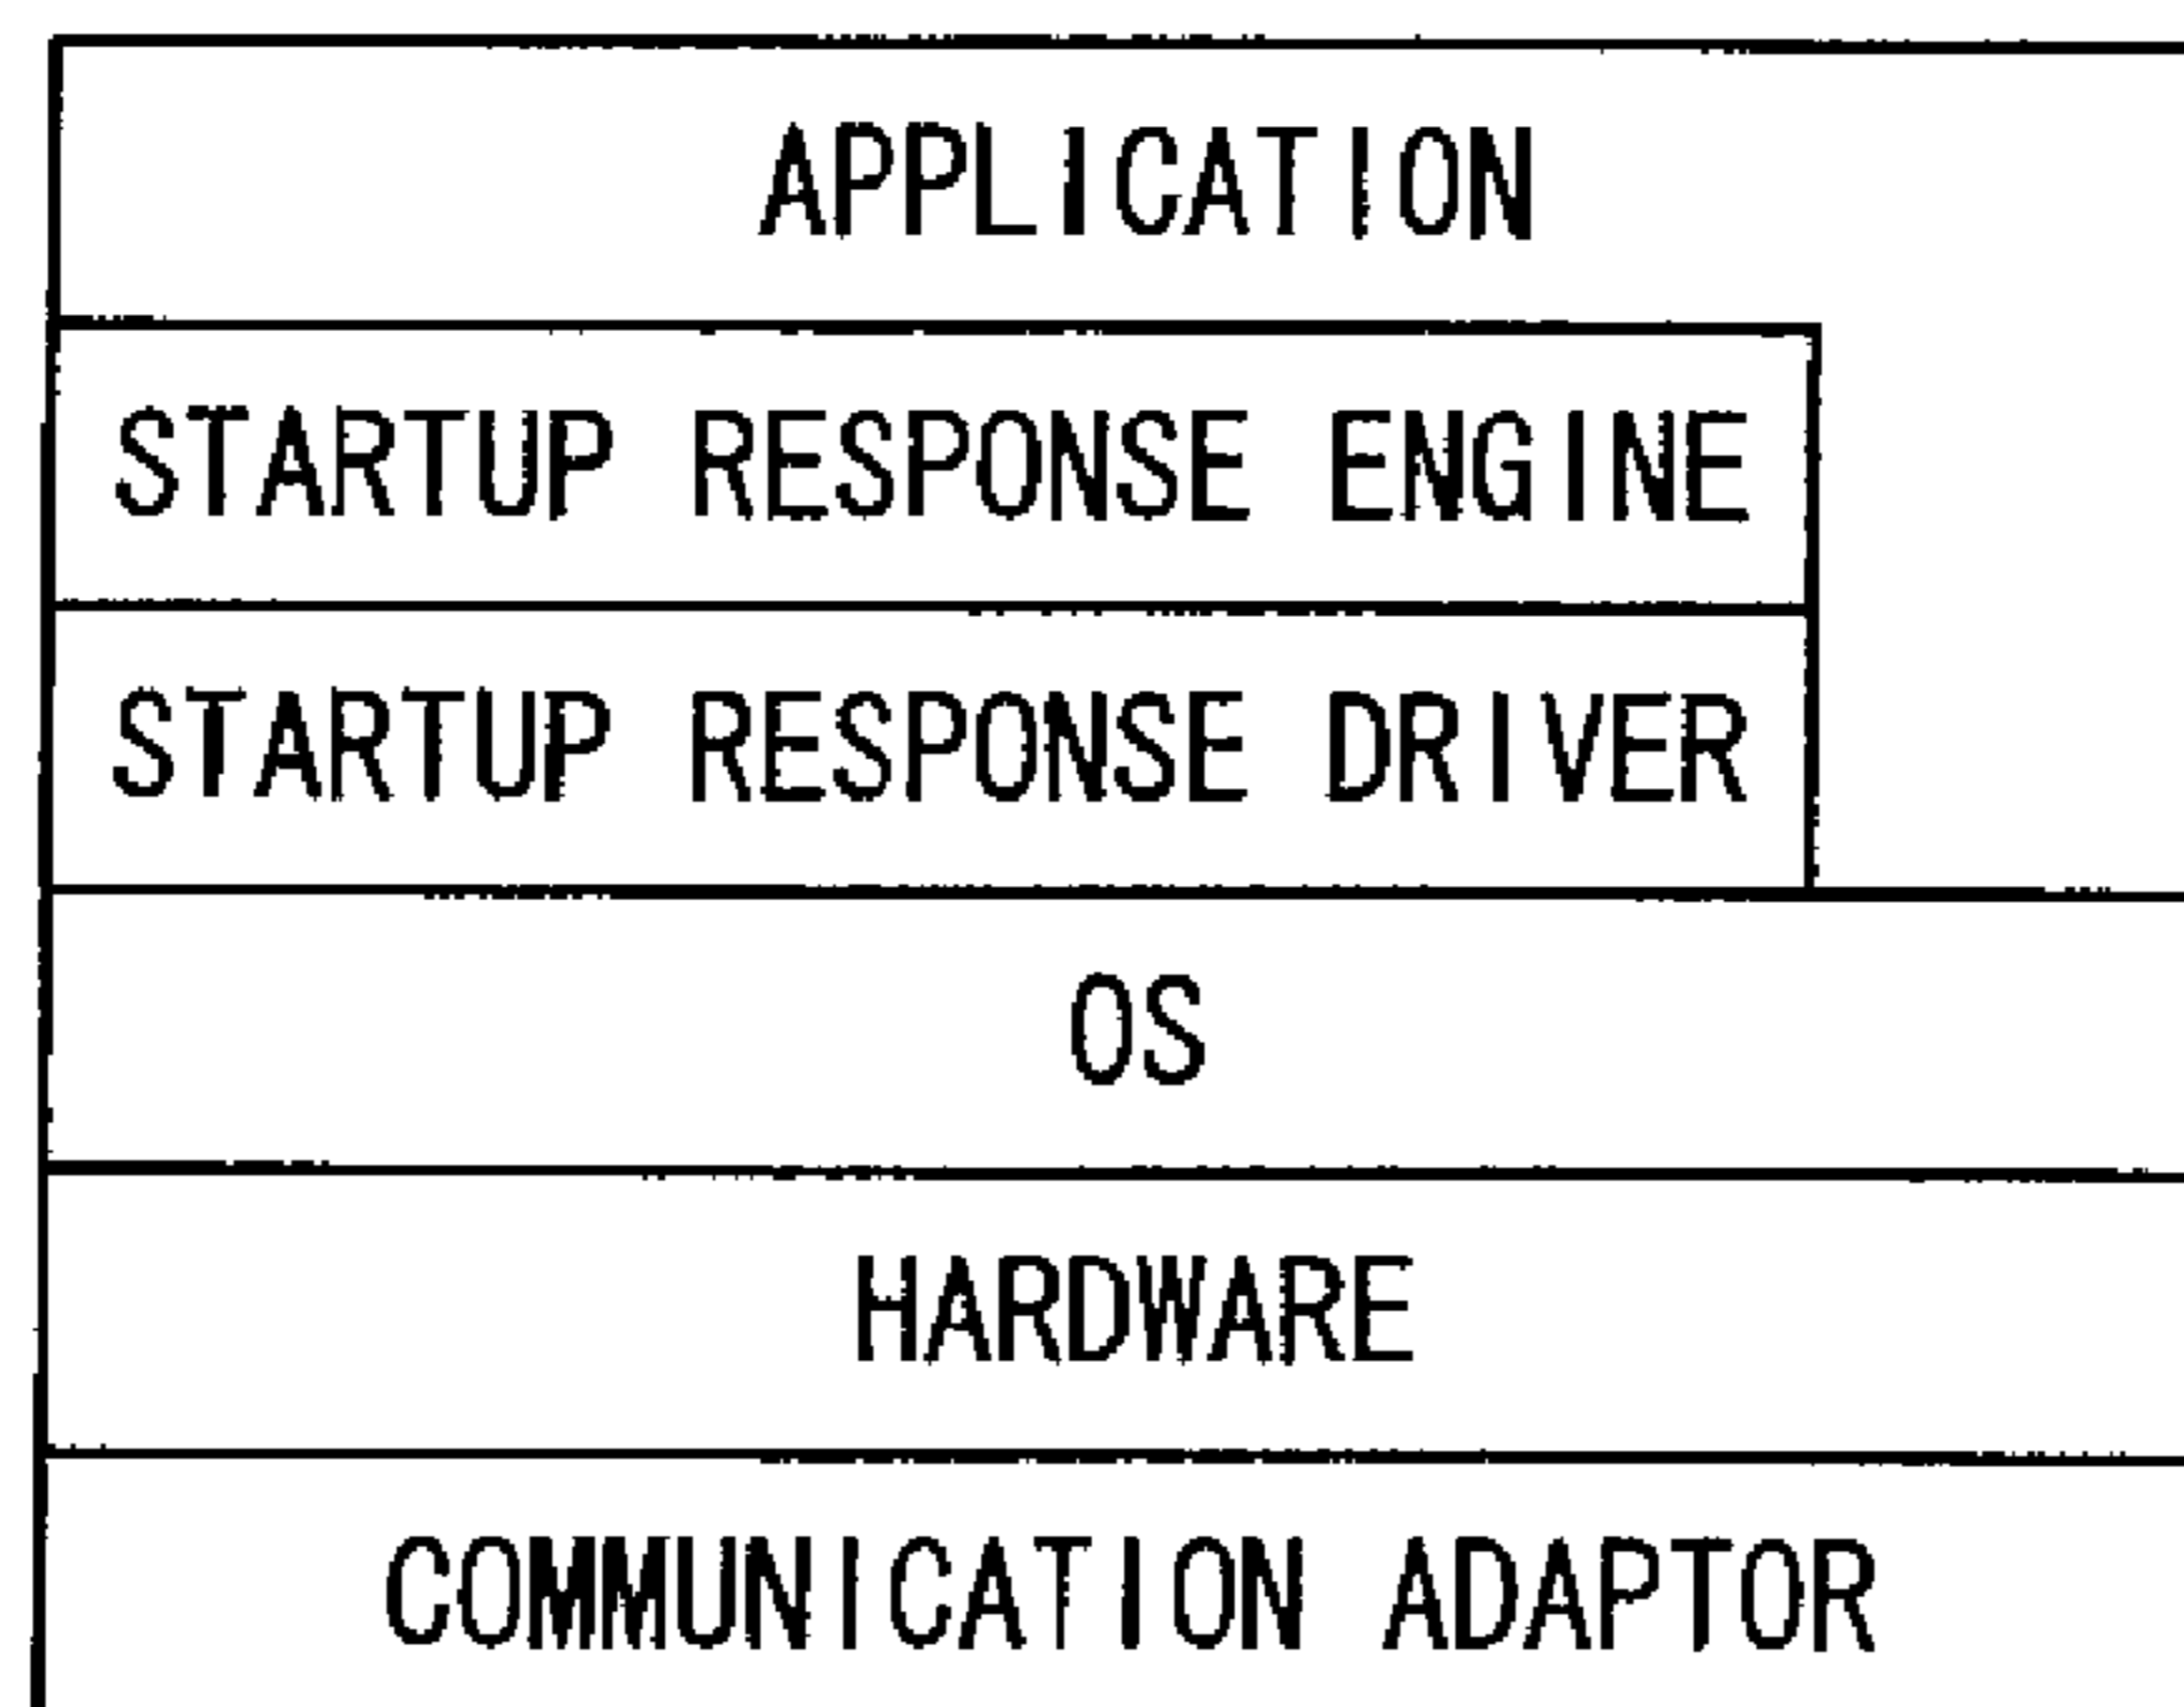 APPLICATION
STARTUP RESPONSE ENGINE
STARTUP RESPONSE DRIVER
OS
HARDWARE
COMMUNICATION ADAPTOR